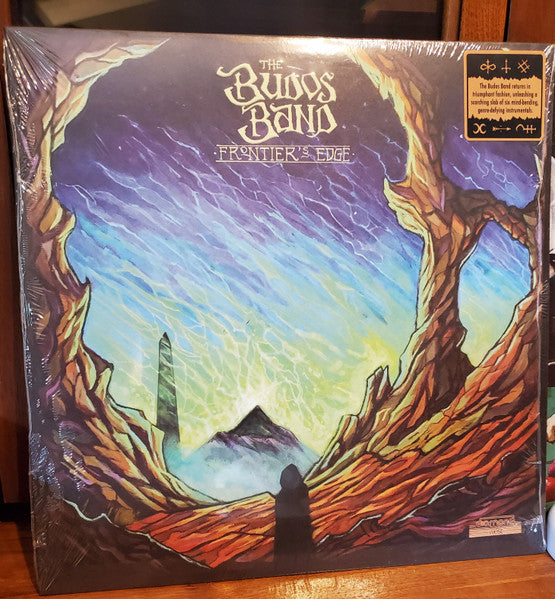 THE
BUDOS
BAND
FRONTIER'S EDGE
The Budos Band returns in
triumphant fashion, unleashing a
scorching slab of six mind-bending,
genre-defying instrumentals.